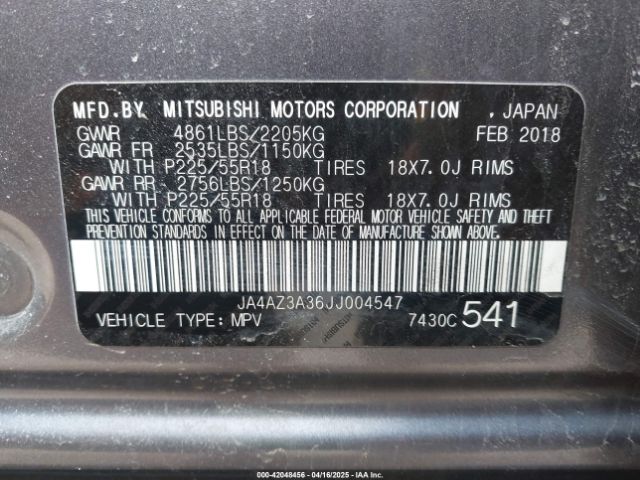 MFD.BY MITSUBISHI MOTORS CORPORATION , JAPAN
GVWR 4861LBS/2205KG FEB 2018
GAWR FR 2535LBS/1150KG
WITH P225/55R18 TIRES 18X7.0J RIMS
GAWR RR 2756LBS/1250KG
WITH P225/55R18 TIRES 18X7.0J RIMS
THIS VEHICLE CONFORMS TO ALL APPLICABLE FEDERAL MOTOR VEHICLE SAFETY AND THEFT
PREVENTION STANDARDS IN EFFECT ON THE DATE OF MANUFACTURE SHOWN ABOVE.
JA4AZ3A36JJ004547
VEHICLE TYPE: MPV 7430C 541
000-42048456 - 04/16/2025 - IAA Inc.